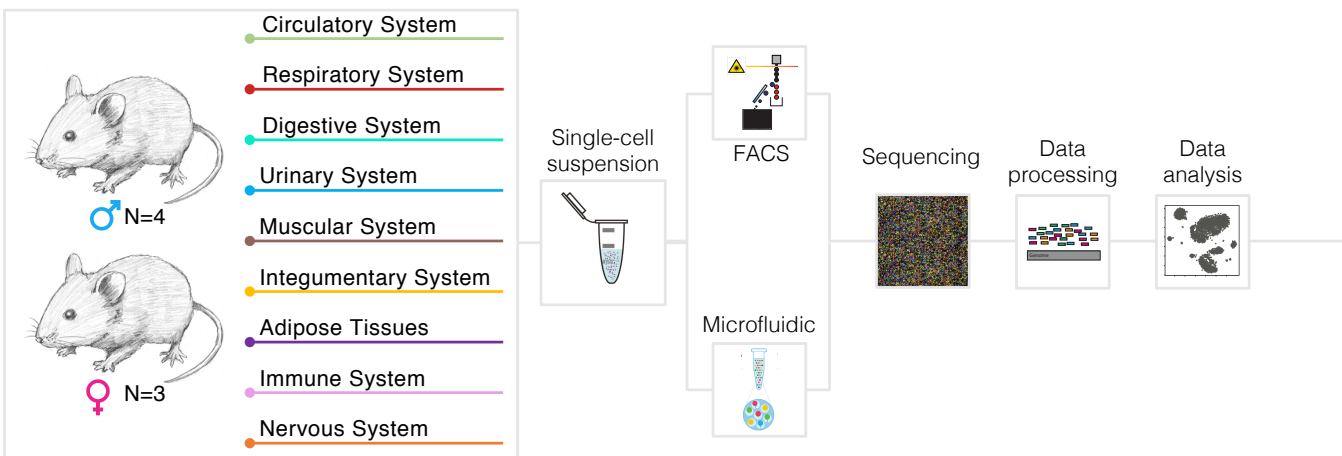 Circulatory System
Respiratory System
Digestive System
Urinary System
Muscular System
Integumentary System
Adipose Tissues
Immune System
Nervous System
N=4
N=3
Single-cell
suspension
FACS
Microfluidic
Sequencing
Data
processing
Genome
Data
analysis